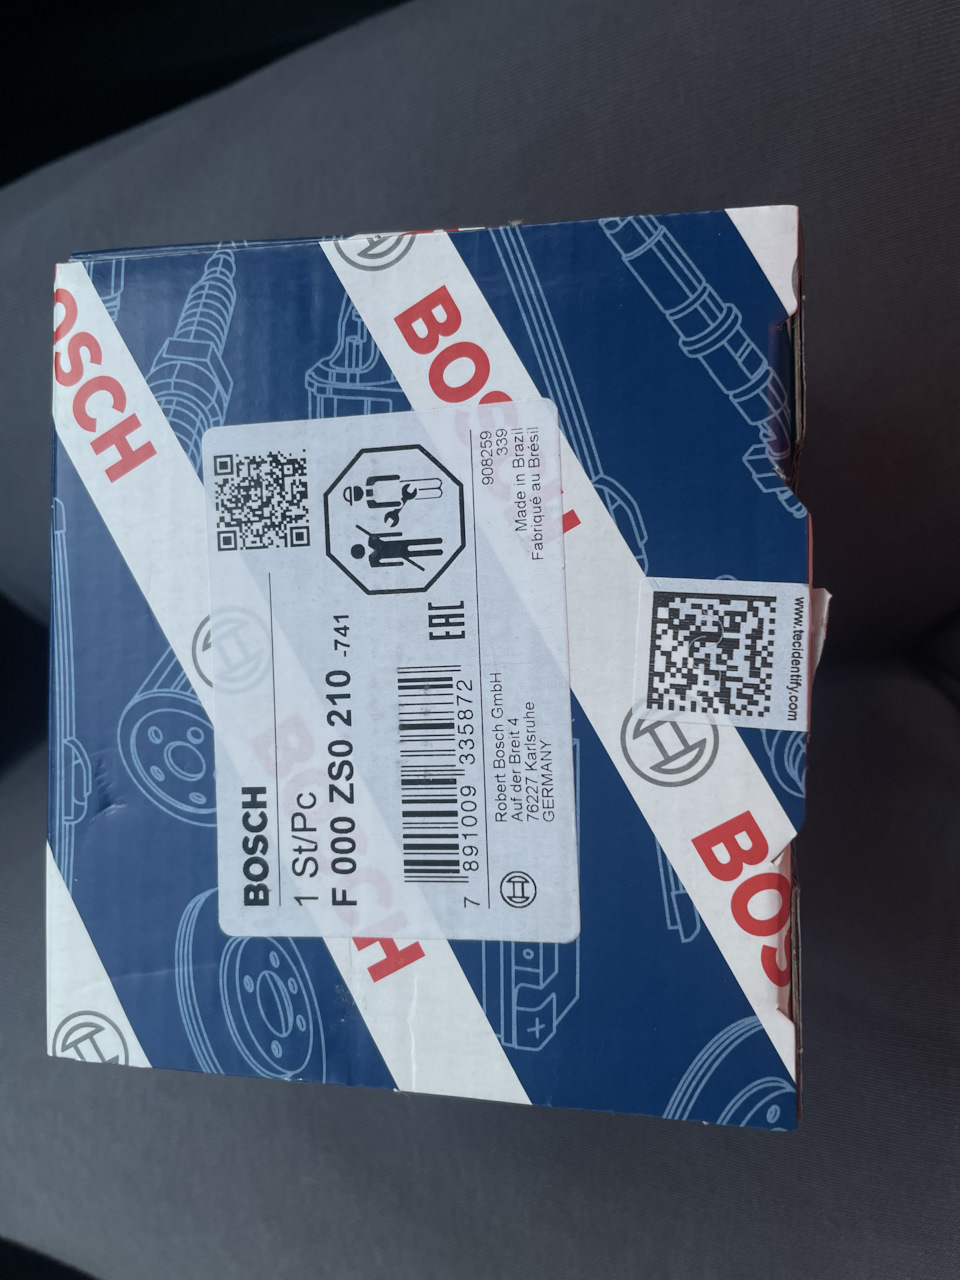 BOSCH
BOSCH
BOSCH
BOSCH
BOSCH
1 St/Pc
F 000 ZS0 210 -741
7 891009 335872
EAC
Robert Bosch GmbH
Auf der Breit 4
76227 Karlsruhe
GERMANY
908259
339
Made in Brazil
Fabriqué au Brésil
www.tecidentify.com